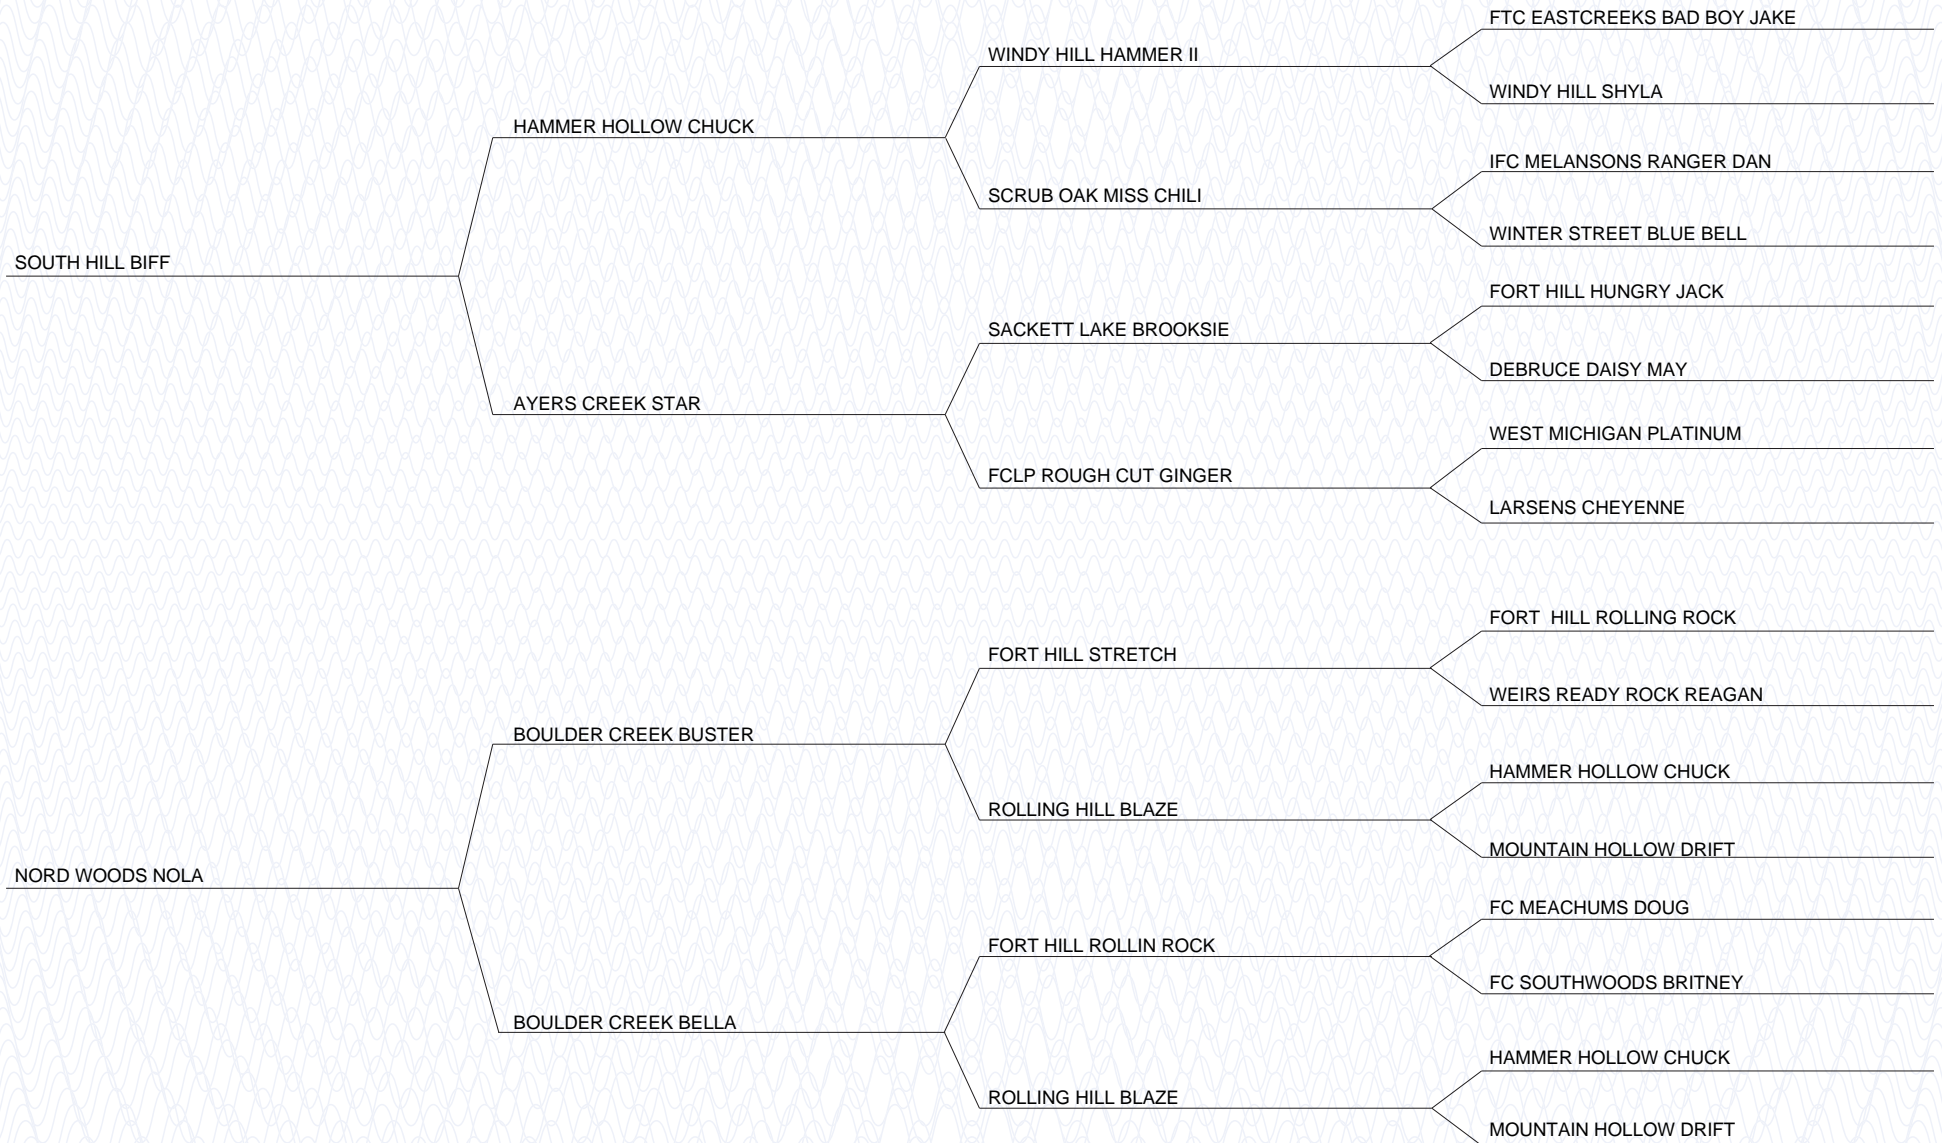 FTC EASTCREEKS BAD BOY JAKE
WINDY HILL HAMMER II
WINDY HILL SHYLA
HAMMER HOLLOW CHUCK
IFC MELANSONS RANGER DAN
SCRUB OAK MISS CHILI
WINTER STREET BLUE BELL
SOUTH HILL BIFF
FORT HILL HUNGRY JACK
SACKETT LAKE BROOKSIE
DEBRUCE DAISY MAY
AYERS CREEK STAR
WEST MICHIGAN PLATINUM
FCLP ROUGH CUT GINGER
LARSENS CHEYENNE
FORT  HILL ROLLING ROCK
FORT HILL STRETCH
WEIRS READY ROCK REAGAN
BOULDER CREEK BUSTER
HAMMER HOLLOW CHUCK
ROLLING HILL BLAZE
MOUNTAIN HOLLOW DRIFT
NORD WOODS NOLA
FC MEACHUMS DOUG
FORT HILL ROLLIN ROCK
FC SOUTHWOODS BRITNEY
BOULDER CREEK BELLA
HAMMER HOLLOW CHUCK
ROLLING HILL BLAZE
MOUNTAIN HOLLOW DRIFT